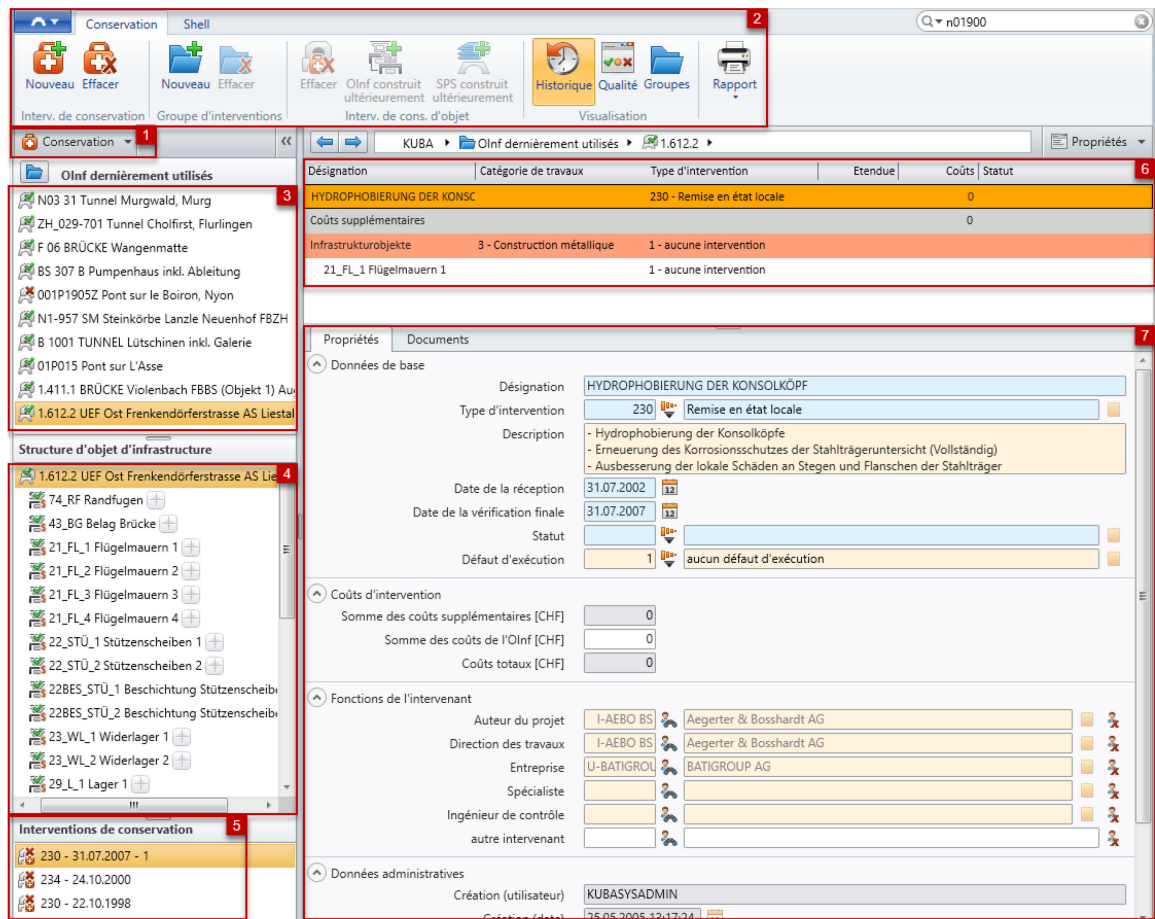 Conservation Shell
2
n01900
Nouveau Effacer
Interv. de conservation
Nouveau Effacer
Groupe d'interventions
Effacer OInf construit ultérieurement SPS construit ultérieurement
Interv. de cons. d'objet
Historique Qualité Groupes
Visualisation
Rapport
Conservation
1
KUBA OInf dernièrement utilisés 1.612.2
Propriétés
OInf dernièrement utilisés
3
N03 31 Tunnel Murgwald, Murg
ZH_029-701 Tunnel Cholfirst, Flurlingen
F 06 BRÜCKE Wangenmatte
BS 307 B Pumpenhaus inkl. Ableitung
001P1905Z Pont sur le Boiron, Nyon
N1-957 SM Steinkörbe Lanzle Neuenhof FBZH
B 1001 TUNNEL Lütschinen inkl. Galerie
01P015 Pont sur L'Asse
1.411.1 BRÜCKE Violenbach FBBS (Objekt 1) Au
1.612.2 UEF Ost Frenkendörferstrasse AS Liestal
Structure d'objet d'infrastructure
4
1.612.2 UEF Ost Frenkendörferstrasse AS Lie
74_RF Randfugen
43_BG Belag Brücke
21_FL_1 Flügelmauern 1
21_FL_2 Flügelmauern 2
21_FL_3 Flügelmauern 3
21_FL_4 Flügelmauern 4
22_STÜ_1 Stützenscheiben 1
22_STÜ_2 Stützenscheiben 2
22BES_STÜ_1 Beschichtung Stützenscheibe
22BES_STÜ_2 Beschichtung Stützenscheibe
23_WL_1 Widerlager 1
23_WL_2 Widerlager 2
29_L_1 Lager 1
Interventions de conservation
5
230 - 31.07.2007 - 1
234 - 24.10.2000
230 - 22.10.1998
Désignation Catégorie de travaux Type d'intervention Etendue Coûts Statut
6
HYDROPHOBIERUNG DER KONSC 230 - Remise en état locale 0
Coûts supplémentaires 0
Infrastrukturobjekte 3 - Construction métallique 1 - aucune intervention
21_FL_1 Flügelmauern 1 1 - aucune intervention
Propriétés Documents
7
Données de base
Désignation HYDROPHOBIERUNG DER KONSOLKÖPF
Type d'intervention 230 Remise en état locale
Description - Hydrophobierung der Konsolköpfe
- Erneuerung des Korrosionsschutzes der Stahlträgeruntersicht (Vollständig)
- Ausbesserung der lokale Schäden an Stegen und Flanschen der Stahlträger
Date de la réception 31.07.2002 12
Date de la vérification finale 31.07.2007 12
Statut
Défaut d'exécution 1 aucun défaut d'exécution
Coûts d'intervention
Somme des coûts supplémentaires [CHF] 0
Somme des coûts de l'OInf [CHF] 0
Coûts totaux [CHF] 0
Fonctions de l'intervenant
Auteur du projet I-AEBO BS Aegerter & Bosshardt AG
Direction des travaux I-AEBO BS Aegerter & Bosshardt AG
Entreprise U-BATIGROU BATIGROUP AG
Spécialiste
Ingénieur de contrôle
autre intervenant
Données administratives
Création (utilisateur) KUBASYSADMIN
Création (date) 25.05.2005 13:17:24